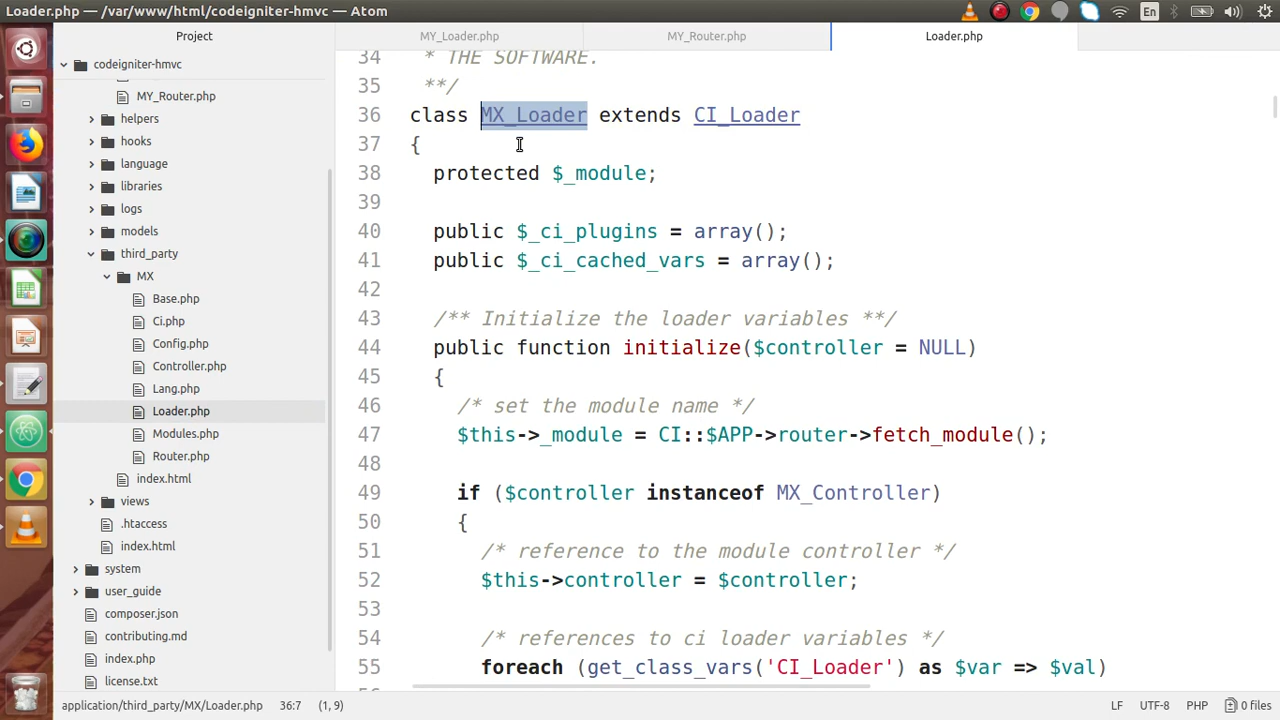 Loader.php — /var/www/html/codeigniter-hmvc — Atom
En
Project
MY_Loader.php
MY_Router.php
Loader.php
codeigniter-hmvc
MY_Router.php
helpers
hooks
language
libraries
logs
models
third_party
MX
Base.php
Ci.php
Config.php
Controller.php
Lang.php
Loader.php
Modules.php
Router.php
index.html
views
.htaccess
index.html
system
user_guide
composer.json
contributing.md
index.php
license.txt
34 * THE SOFTWARE.
35 **/
36 class MX_Loader extends CI_Loader
37 {
38 protected $_module;
39
40 public $_ci_plugins = array();
41 public $_ci_cached_vars = array();
42
43 /** Initialize the loader variables **/
44 public function initialize($controller = NULL)
45 {
46 /* set the module name */
47 $this->_module = CI::$APP->router->fetch_module();
48
49 if ($controller instanceof MX_Controller)
50 {
51 /* reference to the module controller */
52 $this->controller = $controller;
53
54 /* references to ci loader variables */
55 foreach (get_class_vars('CI_Loader') as $var => $val)
application/third_party/MX/Loader.php 36:7 (1, 9)
LF UTF-8 PHP 0 files